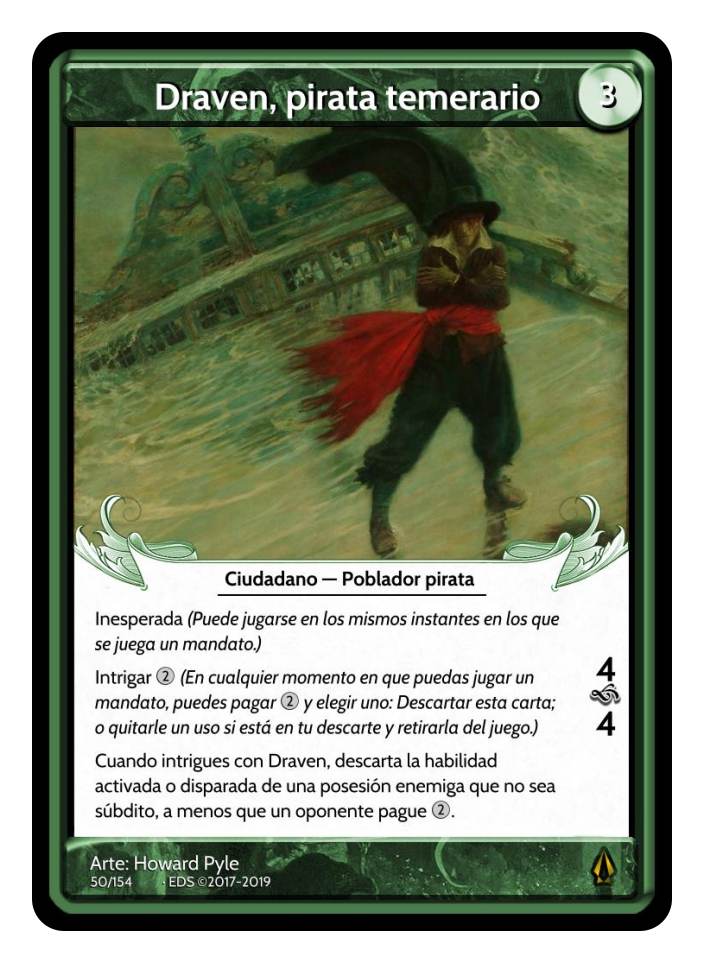 Draven, pirata temerario
3
Ciudadano — Poblador pirata
Inesperada (Puede jugarse en los mismos instantes en los que
se juega un mandato.)
Intrigar 2 (En cualquier momento en que puedas jugar un
mandato, puedes pagar 2 y elegir uno: Descartar esta carta;
o quitarle un uso si está en tu descarte y retirarla del juego.)
Cuando intrigues con Draven, descarta la habilidad
activada o disparada de una posesión enemiga que no sea
súbdito, a menos que un oponente pague 2.
4
4
Arte: Howard Pyle
50/154 · EDS ©2017-2019